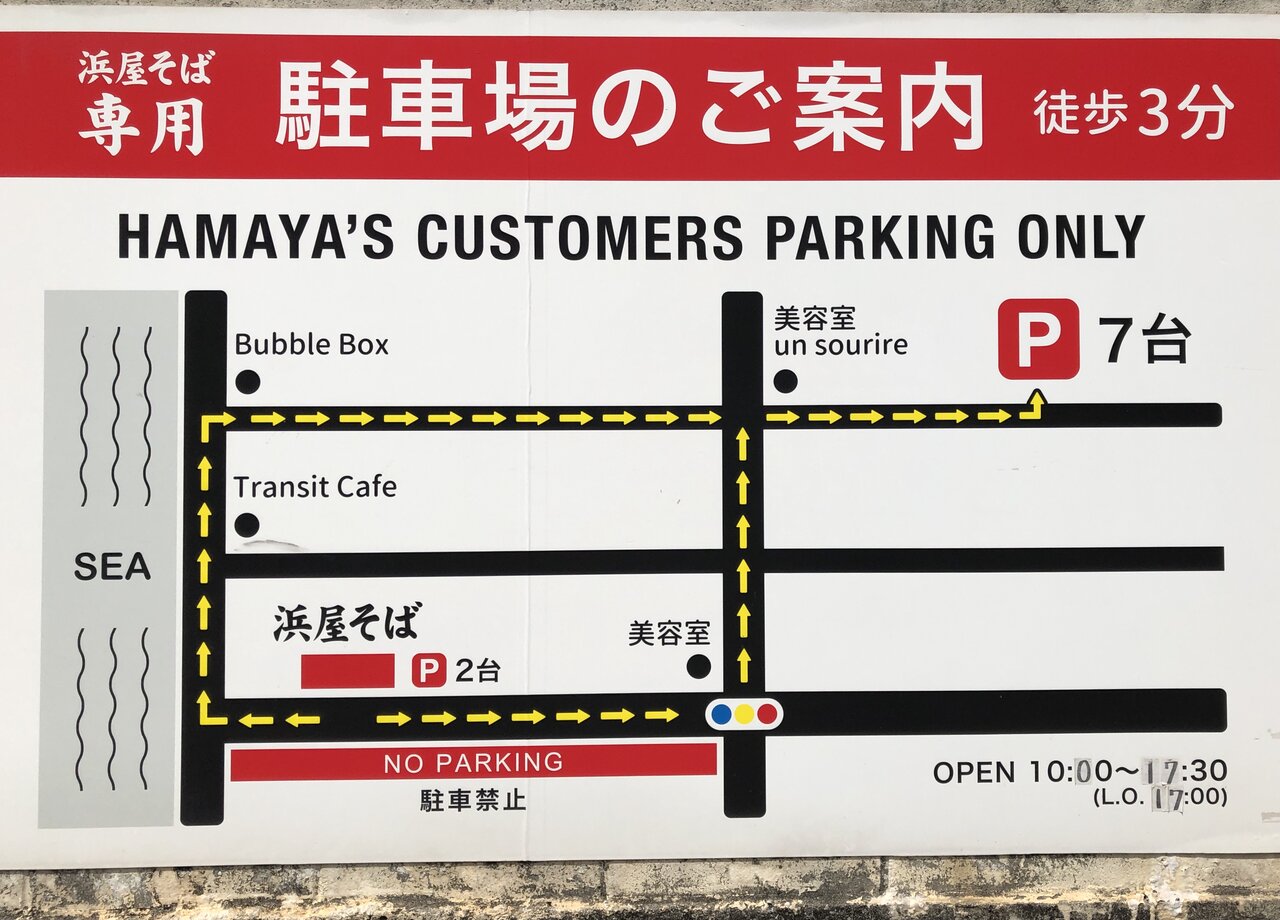 浜屋そば
専用
駐車場のご案内 徒歩3分
HAMAYA'S CUSTOMERS PARKING ONLY
Bubble Box
美容室
un sourire
P 7台
Transit Cafe
SEA
浜屋そば
P 2台
美容室
NO PARKING
駐車禁止
OPEN 10:00〜17:30
(L.O. 17:00)